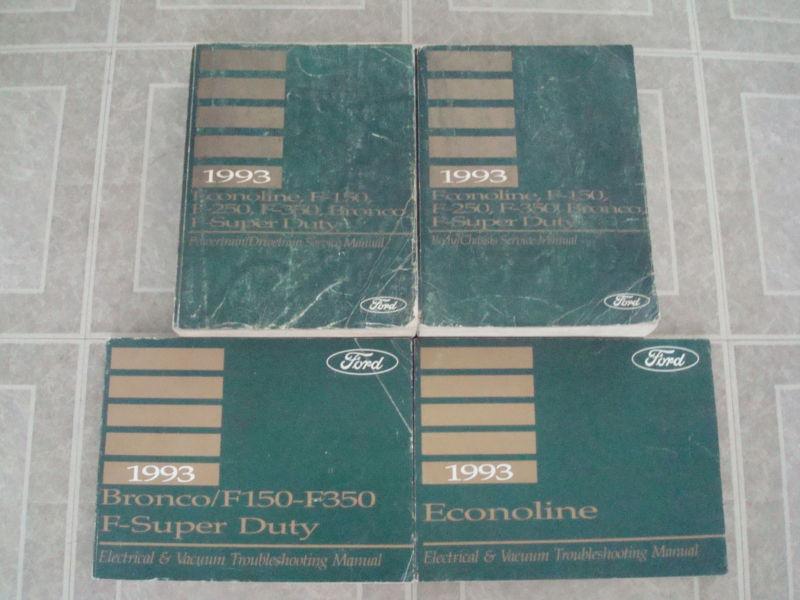 1993
Econoline, F-150,
F-250, F-350, Bronco,
F-Super Duty
Powertrain/Drivetrain Service Manual
Ford
1993
Econoline, F-150,
F-250, F-350, Bronco,
F-Super Duty
Body/Chassis Service Manual
Ford
Ford
1993
Bronco/F150-F350
F-Super Duty
Electrical & Vacuum Troubleshooting Manual
Ford
1993
Econoline
Electrical & Vacuum Troubleshooting Manual